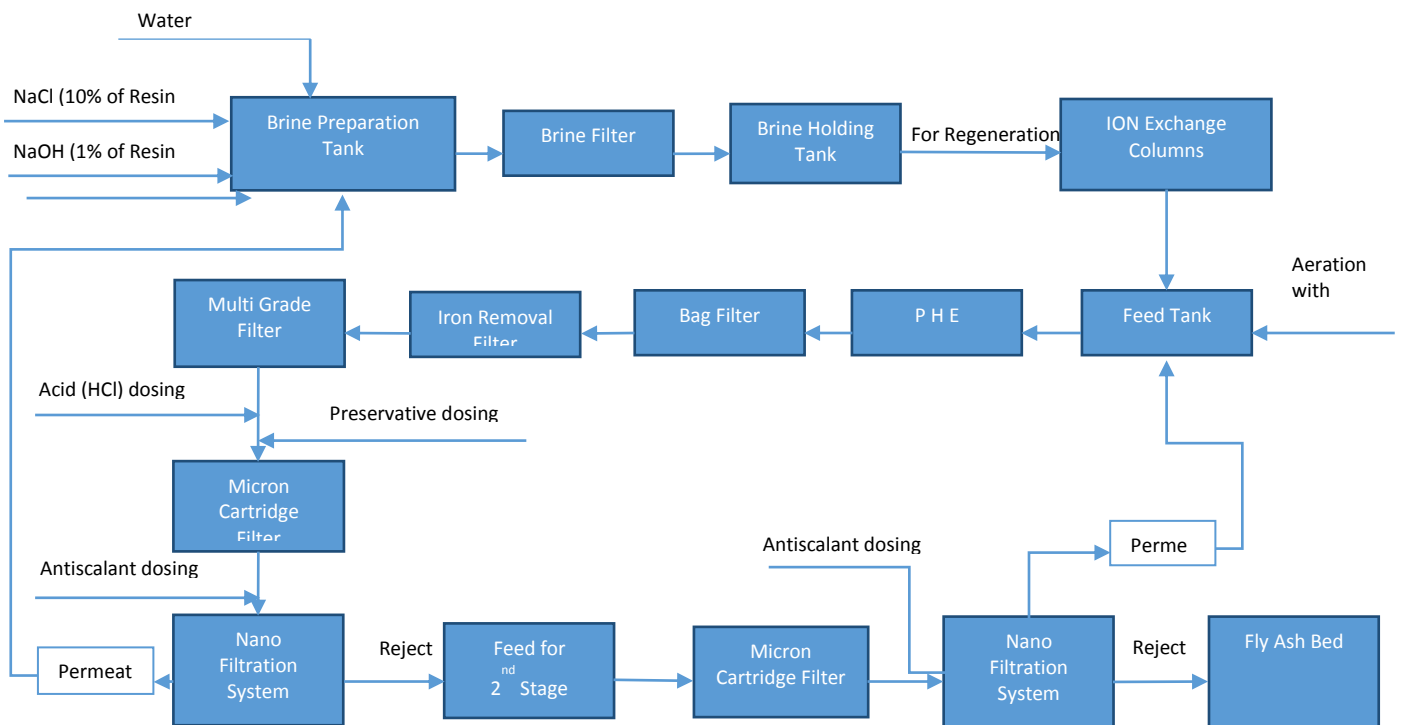 Water
NaCl (10% of Resin
NaOH (1% of Resin
Brine Preparation
Tank
Brine Filter
Brine Holding
Tank
For Regeneration
ION Exchange
Columns
Aeration
with
Feed Tank
P H E
Bag Filter
Iron Removal
Filter
Multi Grade
Filter
Acid (HCl) dosing
Preservative dosing
Micron
Cartridge
Filter
Antiscalant dosing
Nano
Filtration
System
Permeat
Reject
Feed for
2nd Stage
Micron
Cartridge Filter
Antiscalant dosing
Nano
Filtration
System
Perme
Reject
Fly Ash Bed